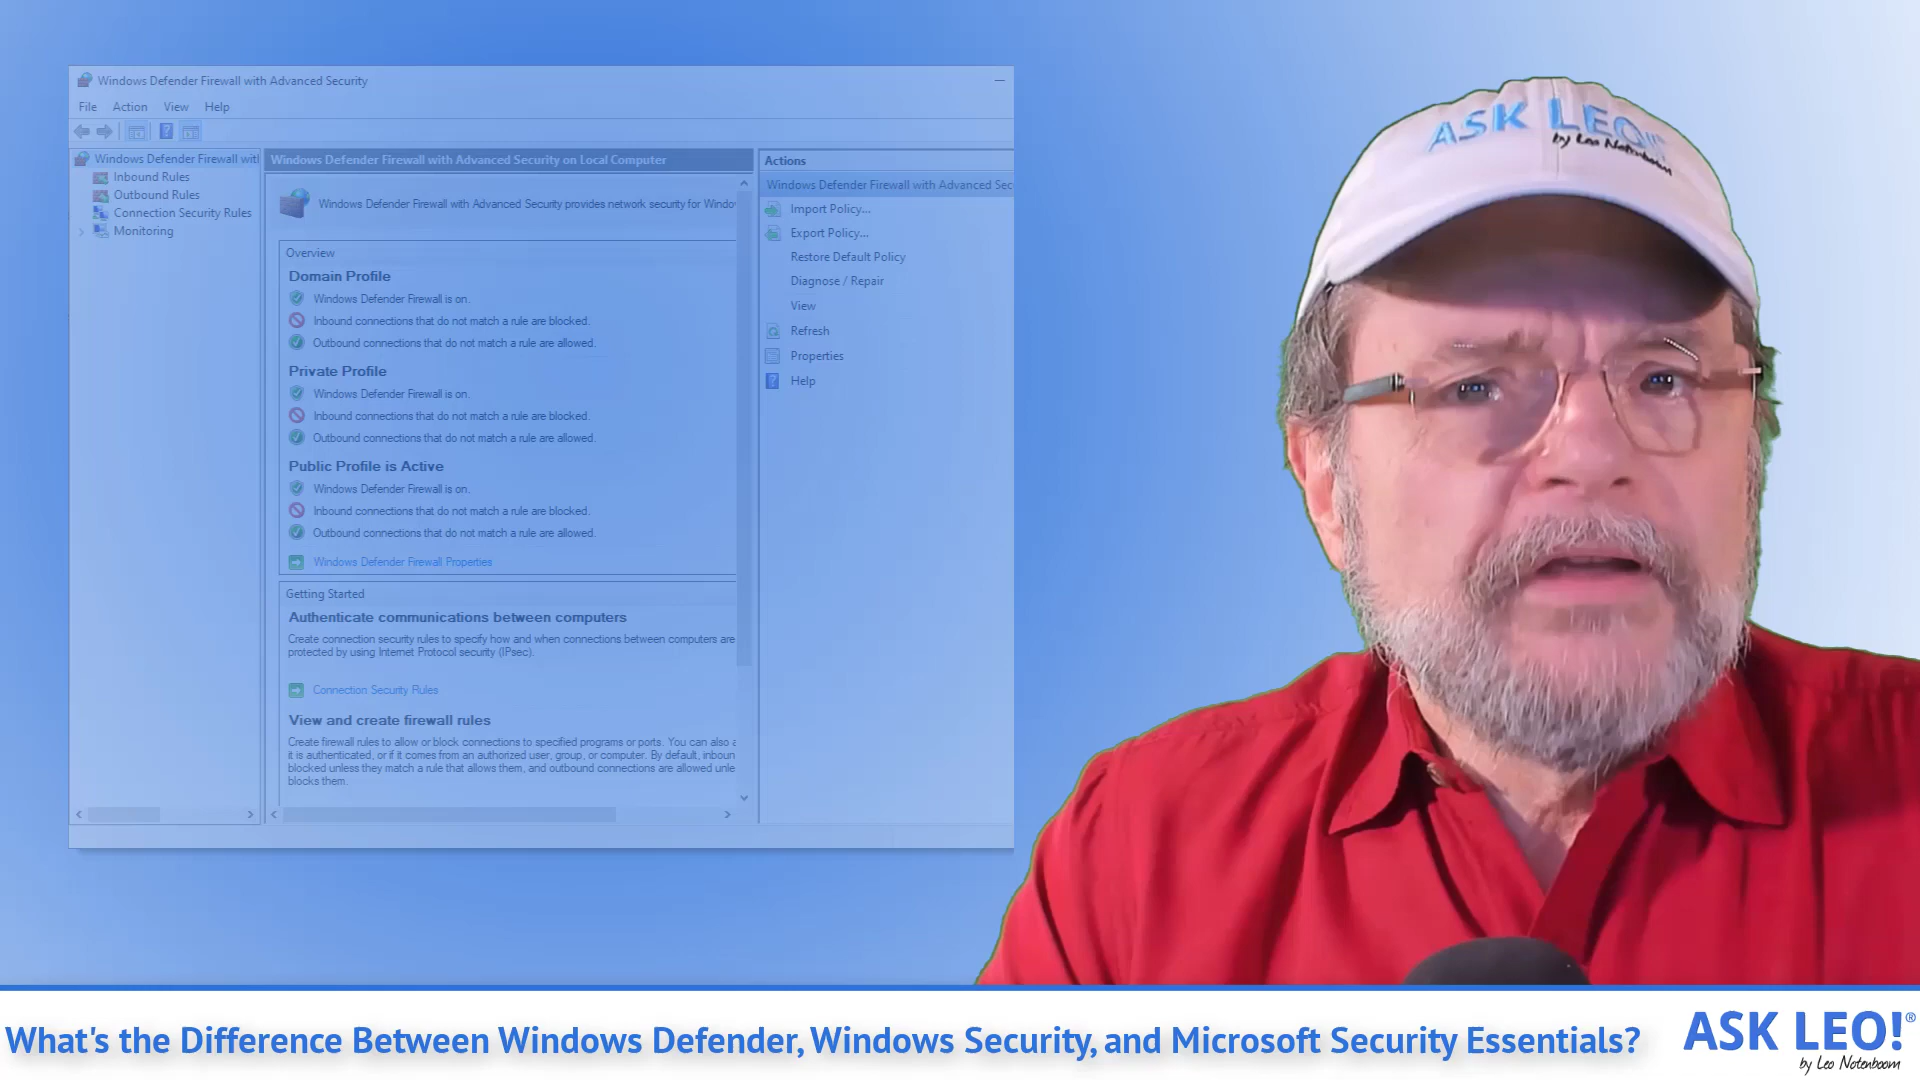 Windows Defender Firewall with Advanced Security
File Action View Help
Windows Defender Firewall wit
Inbound Rules
Outbound Rules
Connection Security Rules
Monitoring
Windows Defender Firewall with Advanced Security on Local Computer
Windows Defender Firewall with Advanced Security provides network security for Windo
Overview
Domain Profile
Windows Defender Firewall is on.
Inbound connections that do not match a rule are blocked.
Outbound connections that do not match a rule are allowed.
Private Profile
Windows Defender Firewall is on.
Inbound connections that do not match a rule are blocked.
Outbound connections that do not match a rule are allowed.
Public Profile is Active
Windows Defender Firewall is on.
Inbound connections that do not match a rule are blocked.
Outbound connections that do not match a rule are allowed.
Windows Defender Firewall Properties
Getting Started
Authenticate communications between computers
Create connection security rules to specify how and when connections between computers are
protected by using Internet Protocol security (IPsec).
Connection Security Rules
View and create firewall rules
Create firewall rules to allow or block connections to specified programs or ports. You can also a
it is authenticated, or if it comes from an authorized user, group, or computer. By default, inboun
blocked unless they match a rule that allows them, and outbound connections are allowed unle
blocks them.
Actions
Windows Defender Firewall with Advanced Sec
Import Policy...
Export Policy...
Restore Default Policy
Diagnose / Repair
View
Refresh
Properties
Help
ASK LEO!
by Leo Notenboom
What's the Difference Between Windows Defender, Windows Security, and Microsoft Security Essentials?
ASK LEO!®
by Leo Notenboom